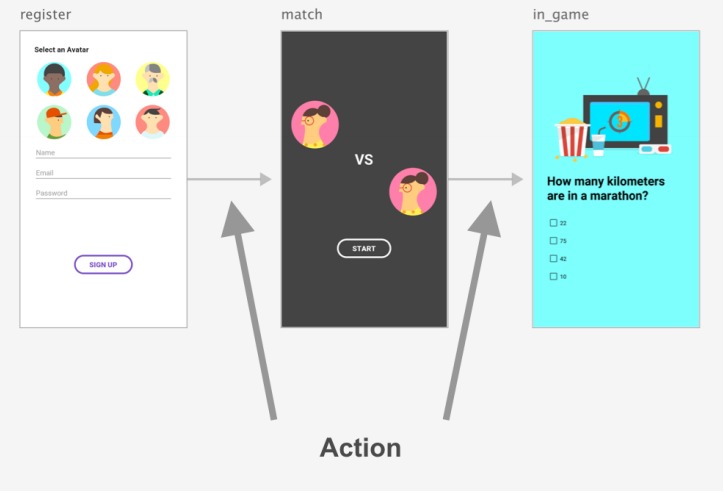 register
match
in_game
Select an Avatar
Name
Email
Password
SIGN UP
VS
START
How many kilometers
are in a marathon?
22
75
42
10
Action